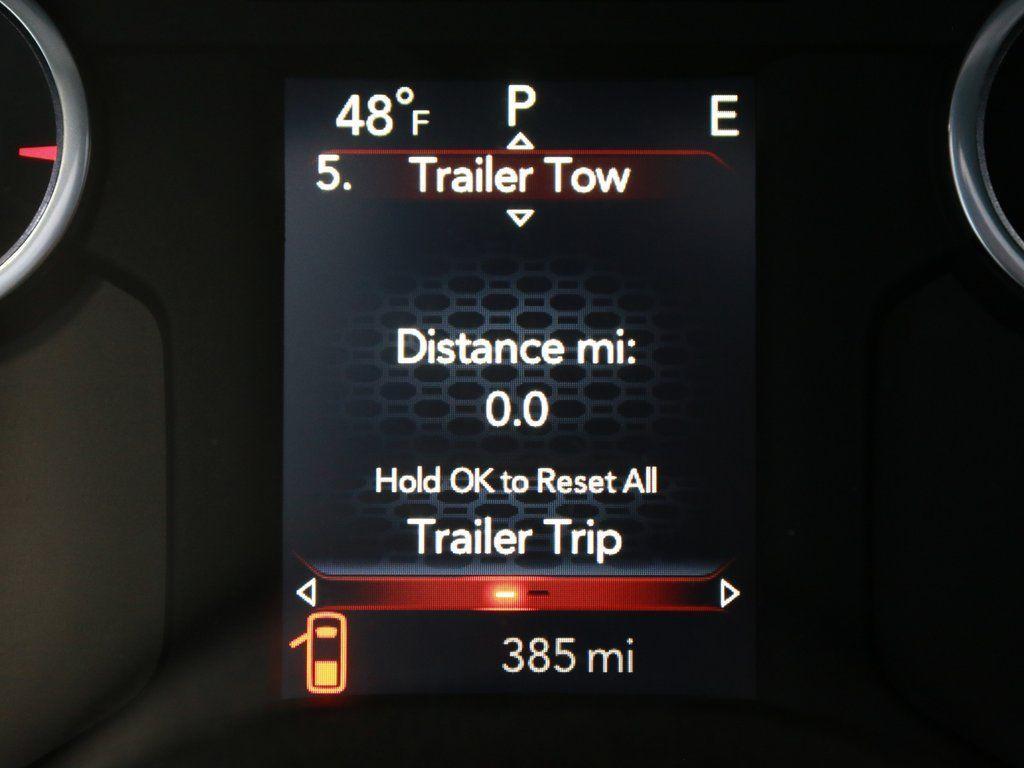 48°F P E
5. Trailer Tow
Distance mi:
0.0
Hold OK to Reset All
Trailer Trip
385 mi